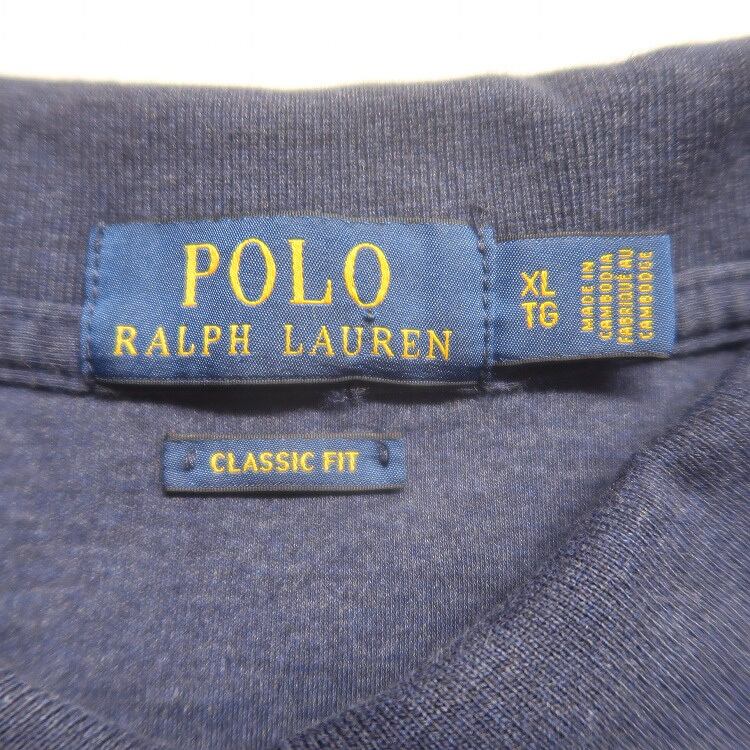 POLO
RALPH LAUREN
XL
TG
MADE IN
CAMBODIA
FABRIQUÉ AU
CAMBODGE
CLASSIC FIT